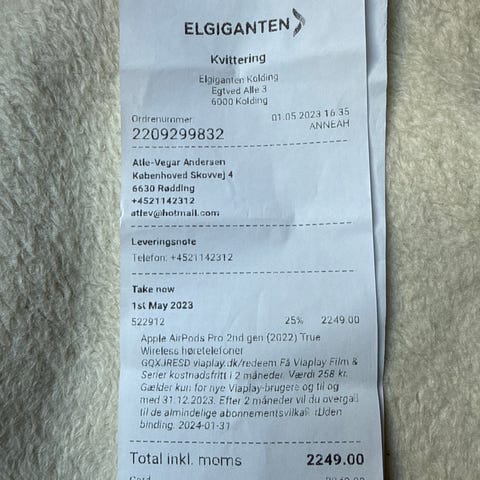 ELGIGANTEN
Kvittering
Elgiganten Kolding
Egtved Alle 3
6000 Kolding
Ordrenummer 01.05.2023 16:35
2209299832 ANNEAH
Atle-Vegar Andersen
Københoved Skovvej 4
6630 Rødding
+4521142312
atlev@hotmail.com
Leveringsnote
Telefon: +4521142312
Take now
1st May 2023
522912 25% 2249.00
Apple AirPods Pro 2nd gen (2022) True
Wireless høretelefoner
GQXJRESD viaplay.dk/redeem Få Viaplay Film &
Serier kostnadsfritt i 2 måneder. Værdi 258 kr.
Gælder kun for nye Viaplay-brugere og til og
med 31.12.2023. Efter 2 måneder vil du overgå
til de almindelige abonnementsvilkår
binding. 2024-01-31
Total inkl. moms 2249.00
Card